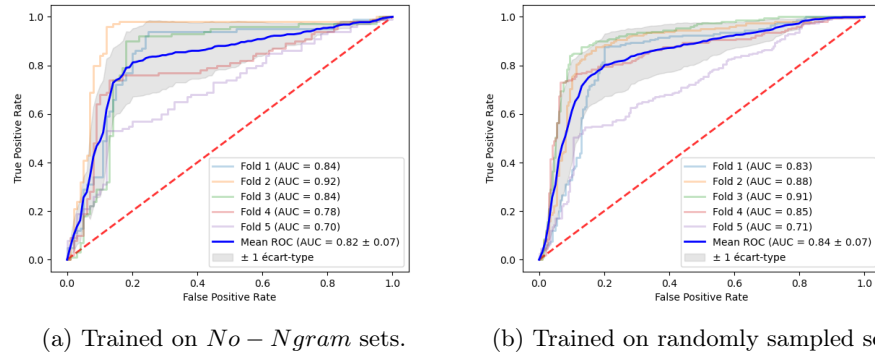 1.0
0.8
0.6
0.4
0.2
0.0
True Positive Rate
Fold 1 (AUC = 0.84)
Fold 2 (AUC = 0.92)
Fold 3 (AUC = 0.84)
Fold 4 (AUC = 0.78)
Fold 5 (AUC = 0.70)
Mean ROC (AUC = 0.82 ± 0.07)
± 1 écart-type
0.0 0.2 0.4 0.6 0.8 1.0
False Positive Rate
(a) Trained on No − Ngram sets.
1.0
0.8
0.6
0.4
0.2
0.0
True Positive Rate
Fold 1 (AUC = 0.83)
Fold 2 (AUC = 0.88)
Fold 3 (AUC = 0.91)
Fold 4 (AUC = 0.85)
Fold 5 (AUC = 0.71)
Mean ROC (AUC = 0.84 ± 0.07)
± 1 écart-type
0.0 0.2 0.4 0.6 0.8 1.0
False Positive Rate
(b) Trained on randomly sampled